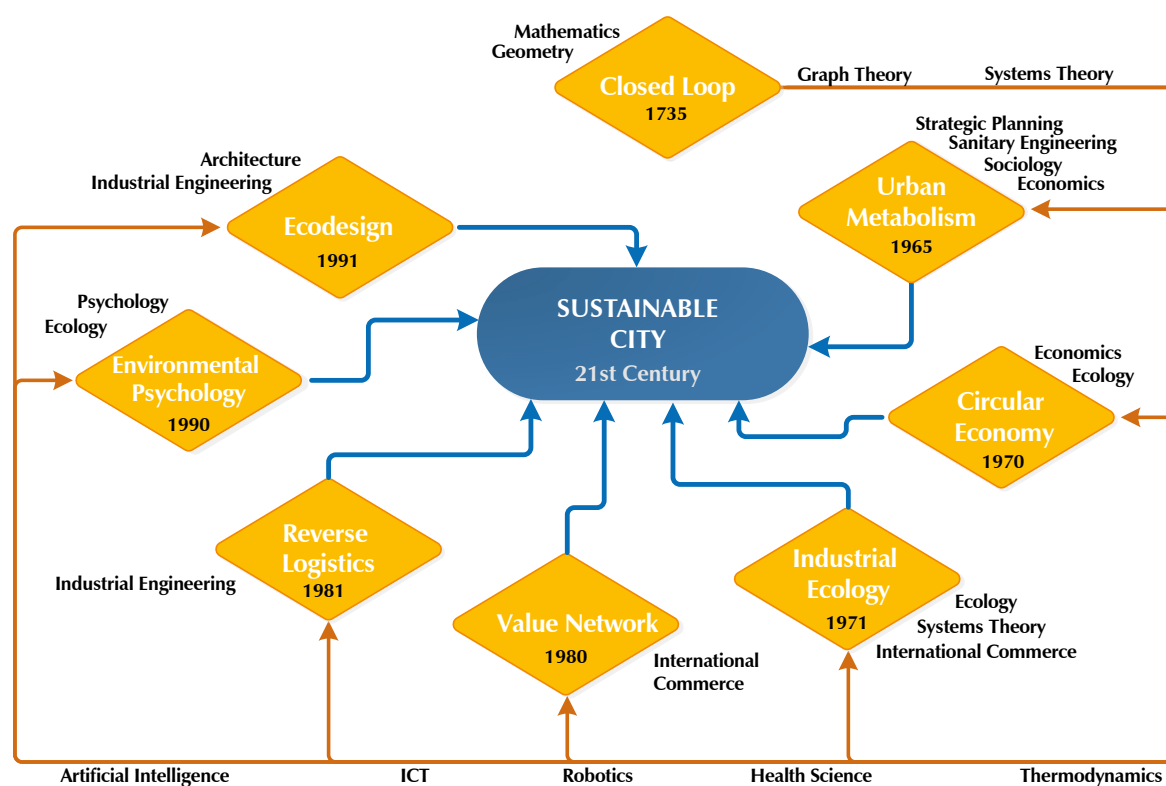 Mathematics
Geometry
Closed Loop
1735
Graph Theory
Systems Theory
Strategic Planning
Sanitary Engineering
Sociology
Economics
Urban
Metabolism
1965
Architecture
Industrial Engineering
Ecodesign
1991
Psychology
Ecology
Environmental
Psychology
1990
SUSTAINABLE
CITY
21st Century
Economics
Ecology
Circular
Economy
1970
Reverse
Logistics
1981
Industrial Engineering
Value Network
1980
International
Commerce
Industrial
Ecology
1971
Ecology
Systems Theory
International Commerce
Artificial Intelligence
ICT
Robotics
Health Science
Thermodynamics